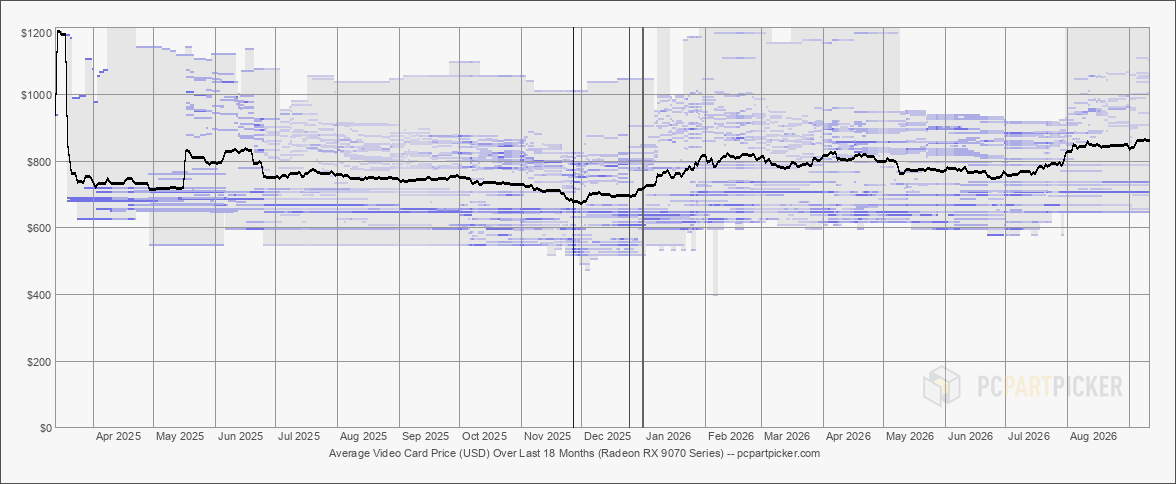 $1200
$1000
$800
$600
$400
$200
$0
PCPARTPICKER
Apr 2025 May 2025 Jun 2025 Jul 2025 Aug 2025 Sep 2025 Oct 2025 Nov 2025 Dec 2025 Jan 2026 Feb 2026 Mar 2026 Apr 2026 May 2026 Jun 2026 Jul 2026 Aug 2026
Average Video Card Price (USD) Over Last 18 Months (Radeon RX 9070 Series) -- pcpartpicker.com